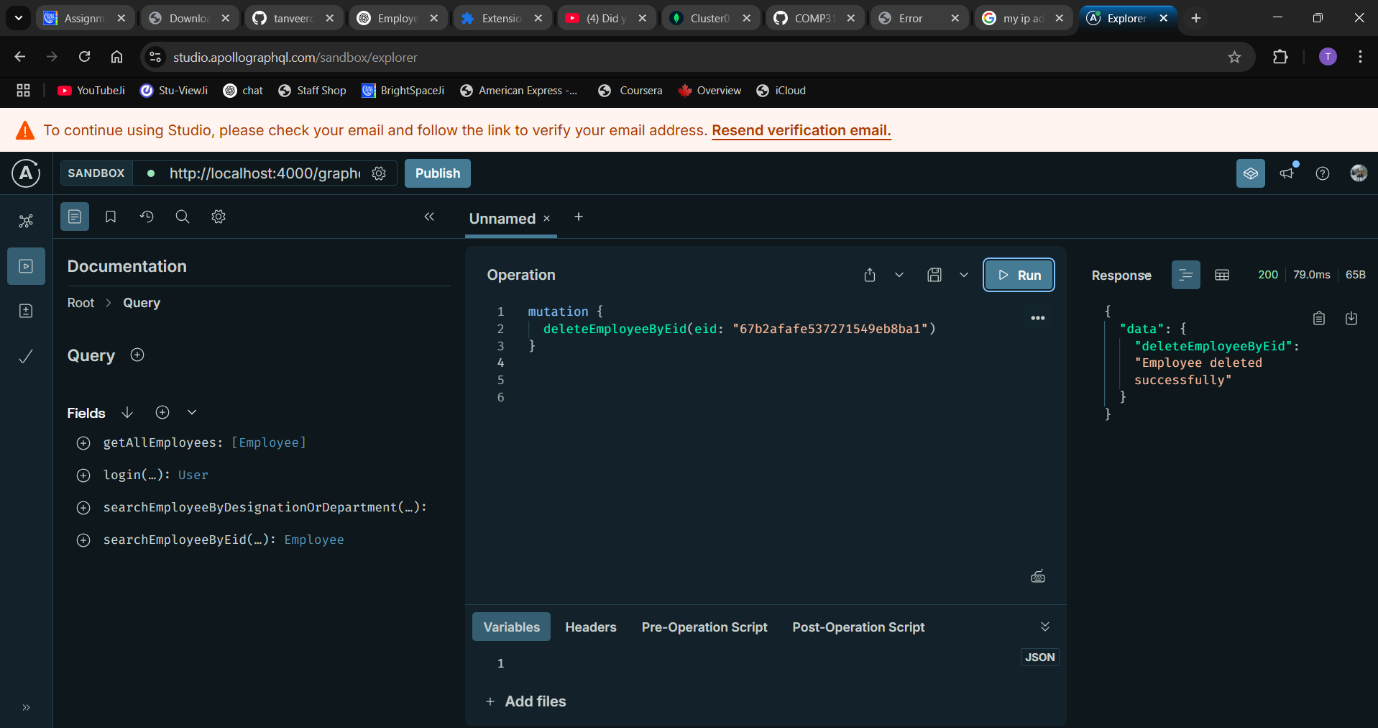 Assignm
Downloa
tanveerc
Employe
Extensio
(4) Did y
Cluster0
COMP31
Error
my ip ad
Explorer
studio.apollographql.com/sandbox/explorer
T
YouTubeJi
Stu-ViewJi
chat
Staff Shop
BrightSpaceJi
American Express -...
Coursera
Overview
iCloud
To continue using Studio, please check your email and follow the link to verify your email address. Resend verification email.
A
SANDBOX
http://localhost:4000/graph
Publish
Unnamed
Documentation
Root > Query
Query
Fields
getAllEmployees: [Employee]
login(…): User
searchEmployeeByDesignationOrDepartment(…):
searchEmployeeByEid(…): Employee
Operation
Run
1 mutation {
2 deleteEmployeeByEid(eid: "67b2afafe537271549eb8ba1")
3 }
4
5
6
Variables
Headers
Pre-Operation Script
Post-Operation Script
1
JSON
+ Add files
Response
200
79.0ms
65B
{
"data": {
"deleteEmployeeByEid":
"Employee deleted
successfully"
}
}